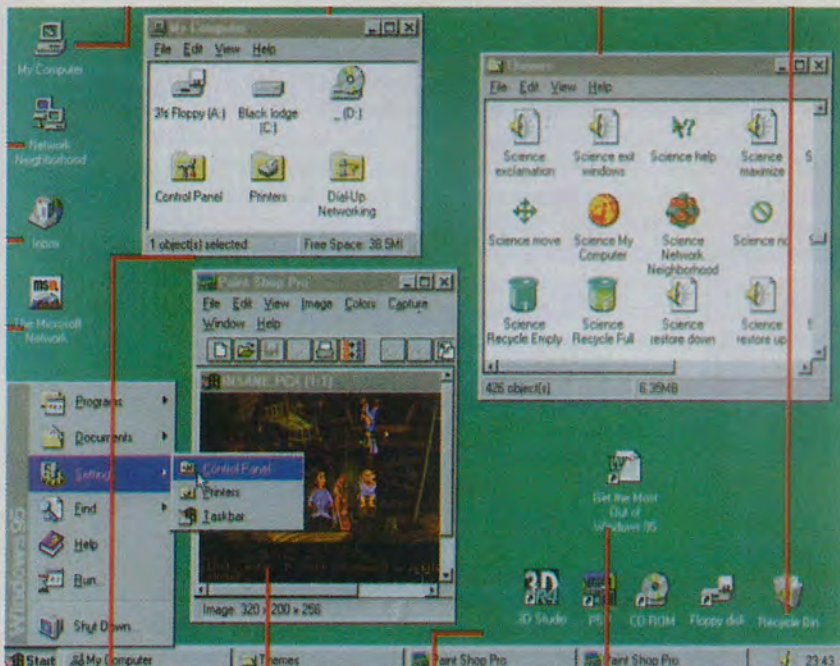 My Computer
Network
Neighborhood
Inbox
msn
The Microsoft
Network
My Computer
File Edit View Help
3½ Floppy (A:)
Black lodge
(C:)
_ (D:)
Control Panel
Printers
Dial-Up
Networking
1 object(s) selected
Free Space: 38.5M
Themes
File Edit View Help
Science
exclamation
Science exit
windows
Science help
Science
maximize
S
Science move
Science My
Computer
Science
Network
Neighborhood
Science no
Science
Recycle Empty
Science
Recycle Full
Science
restore down
Science
restore up
426 object(s)
6.35MB
Paint Shop Pro
File Edit View Image Colors Capture
Window Help
Programs
Documents
Settings
Find
Help
Run...
Shut Down...
Windows 95
Control Panel
Printers
Taskbar
Image: 320 x 200 x 256
Get the Most
Out of
Windows 95
3D Studio
PSP
CD-ROM
Floppy disk
Recycle Bin
Start
My Computer
Themes
Paint Shop Pro
Paint Shop Pro